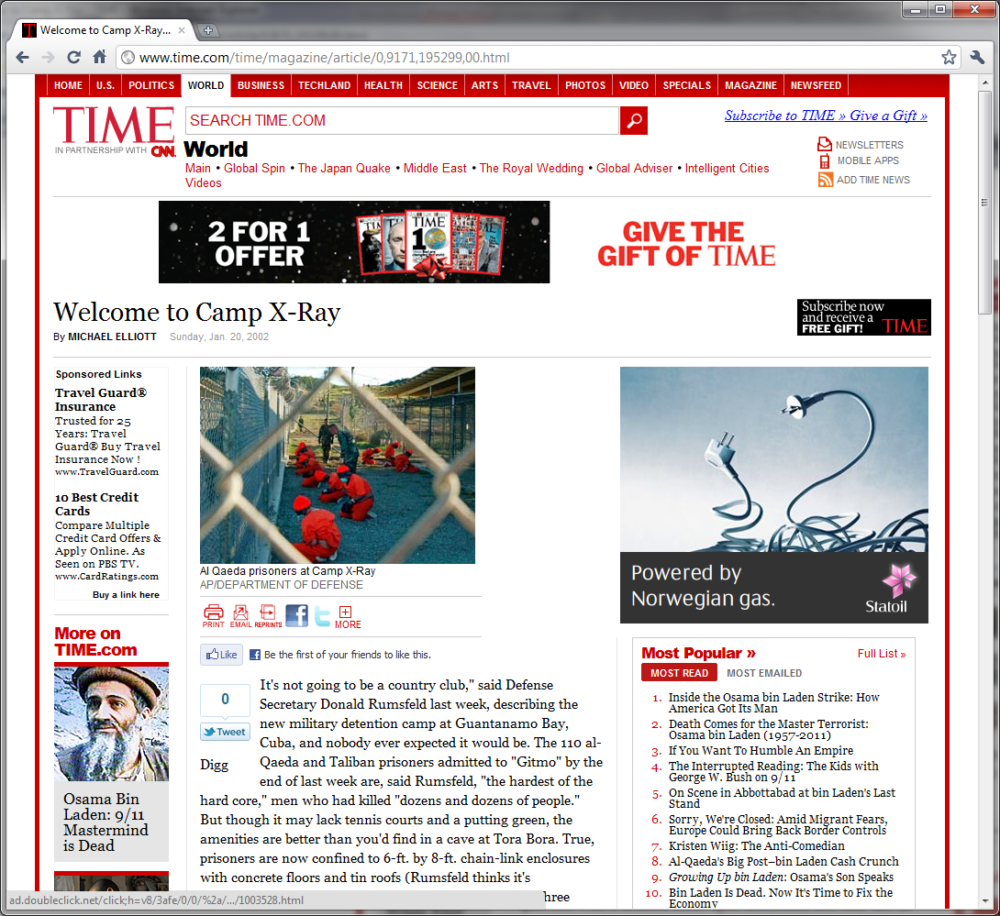 Welcome to Camp X-Ray...
www.time.com/time/magazine/article/0,9171,195299,00.html
HOME U.S. POLITICS WORLD BUSINESS TECHLAND HEALTH SCIENCE ARTS TRAVEL PHOTOS VIDEO SPECIALS MAGAZINE NEWSFEED
TIME
IN PARTNERSHIP WITH CNN
SEARCH TIME.COM
Subscribe to TIME » Give a Gift »
World
Main • Global Spin • The Japan Quake • Middle East • The Royal Wedding • Global Adviser • Intelligent Cities
Videos
NEWSLETTERS
MOBILE APPS
ADD TIME NEWS
2 FOR 1
OFFER
TIME
10
GIVE THE
GIFT OF TIME
Welcome to Camp X-Ray
By MICHAEL ELLIOTT Sunday, Jan. 20, 2002
Subscribe now
and receive a
FREE GIFT! TIME
Sponsored Links
Travel Guard®
Insurance
Trusted for 25
Years: Travel
Guard® Buy Travel
Insurance Now !
www.TravelGuard.com
10 Best Credit
Cards
Compare Multiple
Credit Card Offers &
Apply Online. As
Seen on PBS TV.
www.CardRatings.com
Buy a link here
More on
TIME.com
Osama Bin
Laden: 9/11
Mastermind
is Dead
Al Qaeda prisoners at Camp X-Ray
AP/DEPARTMENT OF DEFENSE
PRINT EMAIL REPRINTS MORE
Like Be the first of your friends to like this.
0
Tweet
Digg
It's not going to be a country club," said Defense
Secretary Donald Rumsfeld last week, describing the
new military detention camp at Guantanamo Bay,
Cuba, and nobody ever expected it would be. The 110 al-
Qaeda and Taliban prisoners admitted to "Gitmo" by the
end of last week are, said Rumsfeld, "the hardest of the
hard core," men who had killed "dozens and dozens of people."
But though it may lack tennis courts and a putting green, the
amenities are better than you'd find in a cave at Tora Bora. True,
prisoners are now confined to 6-ft. by 8-ft. chain-link enclosures
with concrete floors and tin roofs (Rumsfeld thinks it's
three
Powered by
Norwegian gas.
Statoil
Most Popular »
Full List »
MOST READ MOST EMAILED
1. Inside the Osama bin Laden Strike: How
America Got Its Man
2. Death Comes for the Master Terrorist:
Osama bin Laden (1957-2011)
3. If You Want To Humble An Empire
4. The Interrupted Reading: The Kids with
George W. Bush on 9/11
5. On Scene in Abbottabad at bin Laden's Last
Stand
6. Sorry, We're Closed: Amid Migrant Fears,
Europe Could Bring Back Border Controls
7. Kristen Wiig: The Anti-Comedian
8. Al-Qaeda's Big Post–bin Laden Cash Crunch
9. Growing Up bin Laden: Osama's Son Speaks
10. Bin Laden Is Dead. Now It's Time to Fix the
Economy
ad.doubleclick.net/click;h=v8/3afe/0/0/%2a/.../1003528.html